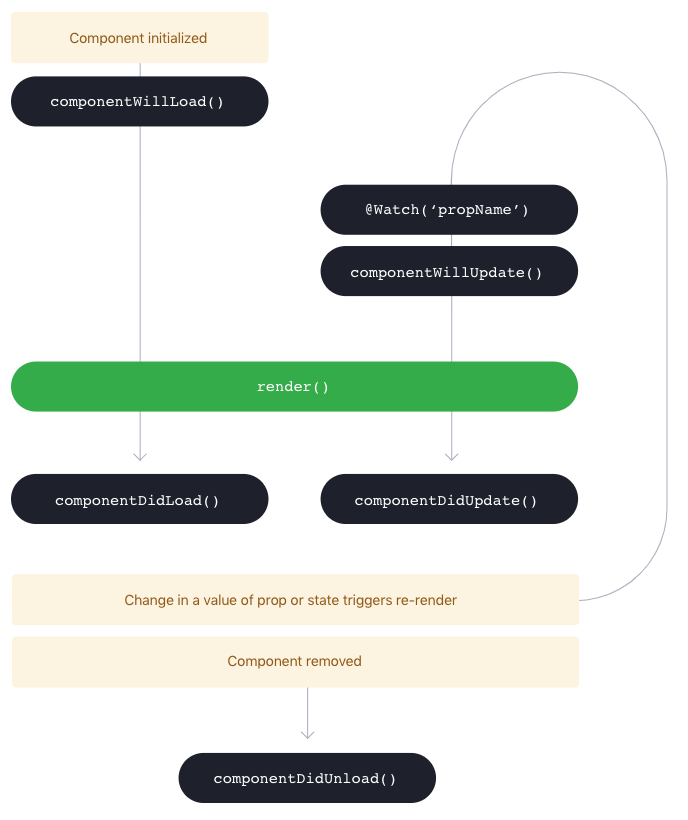 Component initialized
componentWillLoad()
@Watch(‘propName’)
componentWillUpdate()
render()
componentDidLoad()
componentDidUpdate()
Change in a value of prop or state triggers re-render
Component removed
componentDidUnload()